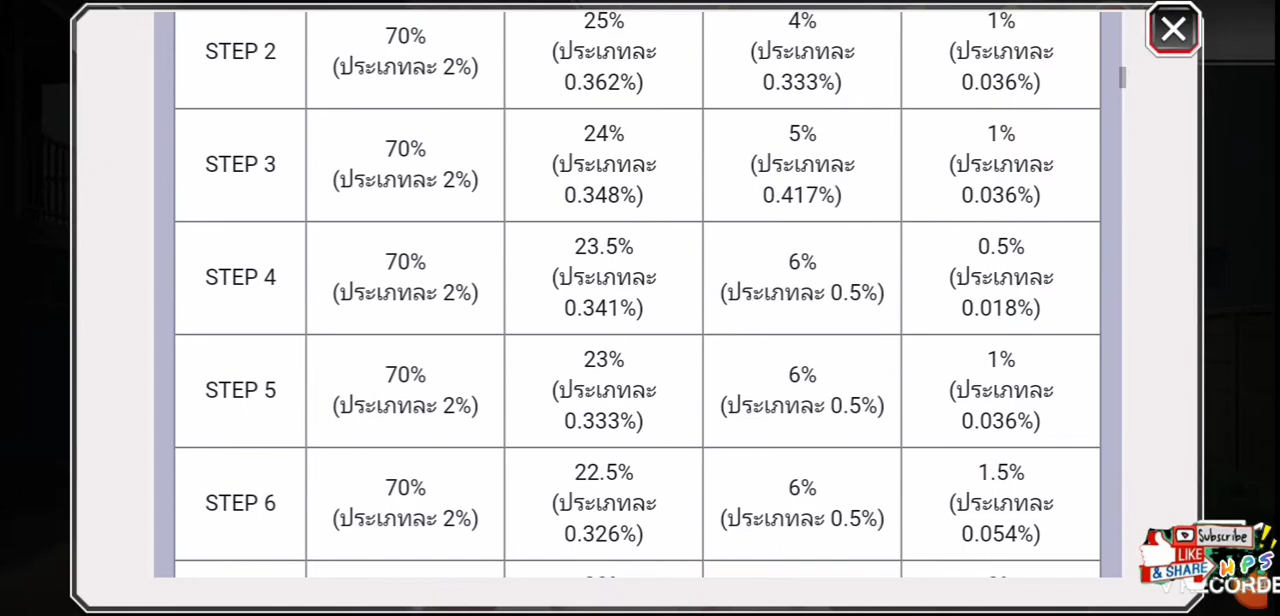 25%
4%
1%
70%
STEP 2
(ประเภทละ
(ประเภทละ
(ประเภทละ
(ประเภทละ 2%)
0.362%)
0.333%)
0.036%)
24%
5%
1%
70%
STEP 3
(ประเภทละ
(ประเภทละ
(ประเภทละ
(ประเภทละ 2%)
0.348%)
0.417%)
0.036%)
23.5%
0.5%
70%
6%
STEP 4
(ประเภทละ
(ประเภทละ
(ประเภทละ 2%)
(ประเภทละ 0.5%)
0.341%)
0.018%)
23%
1%
70%
6%
STEP 5
(ประเภทละ
(ประเภทละ
(ประเภทละ 2%)
(ประเภทละ 0.5%)
0.333%)
0.036%)
22.5%
1.5%
70%
6%
STEP 6
(ประเภทละ
(ประเภทละ
(ประเภทละ 2%)
(ประเภทละ 0.5%)
0.326%)
0.054%)
Subscribe
LIKE
& SHARE
NPS